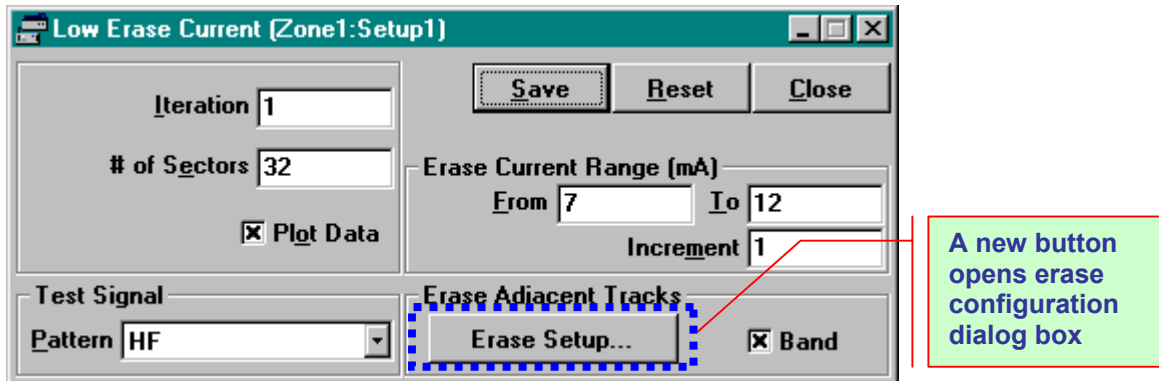 Low Erase Current (Zone1:Setup1)
Save Reset Close
Iteration 1
# of Sectors 32
Plot Data
Erase Current Range (mA)
From 7 To 12
Increment 1
Test Signal
Pattern HF
Erase Adjacent Tracks
Erase Setup...
Band
A new button
opens erase
configuration
dialog box